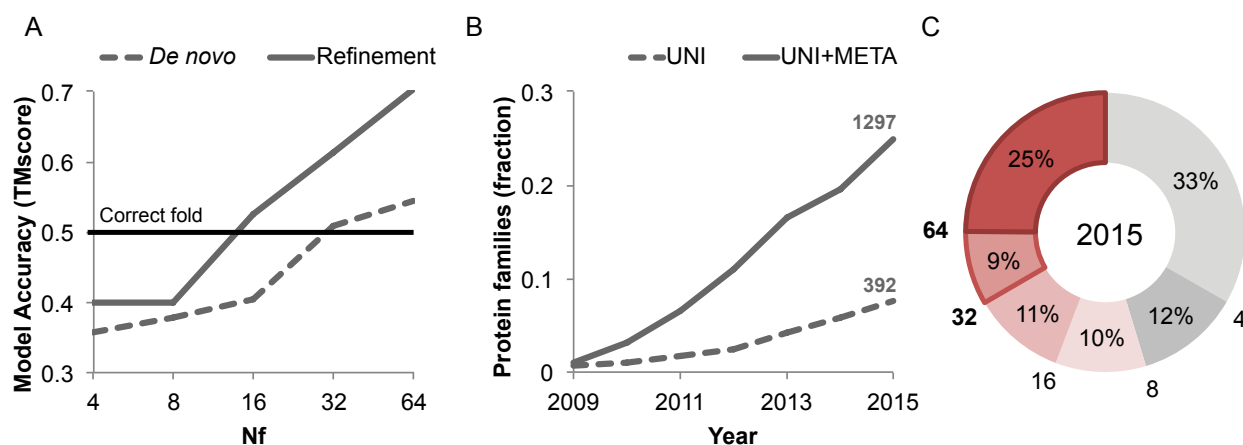 A
De novo
Refinement
Model Accuracy (TMscore)
0.7
0.6
0.5
0.4
0.3
Correct fold
4
8
16
32
64
Nf
B
UNI
UNI+META
Protein families (fraction)
0.3
0.2
0.1
0
1297
392
2009
2011
2013
2015
Year
C
25%
33%
64
2015
9%
32
11%
12%
4
10%
16
8